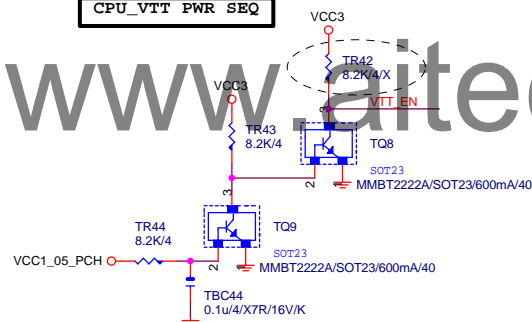 CPU_VTT PWR SEQ
VCC3
TR42
8.2K/4/X
www.aitec
VCC3
VTT_EN
3
TR43
8.2K/4
TQ8
2
SOT23
MMBT2222A/SOT23/600mA/40
3
TR44
8.2K/4
TQ9
VCC1_05_PCH
2
SOT23
MMBT2222A/SOT23/600mA/40
TBC44
0.1u/4/X7R/16V/K